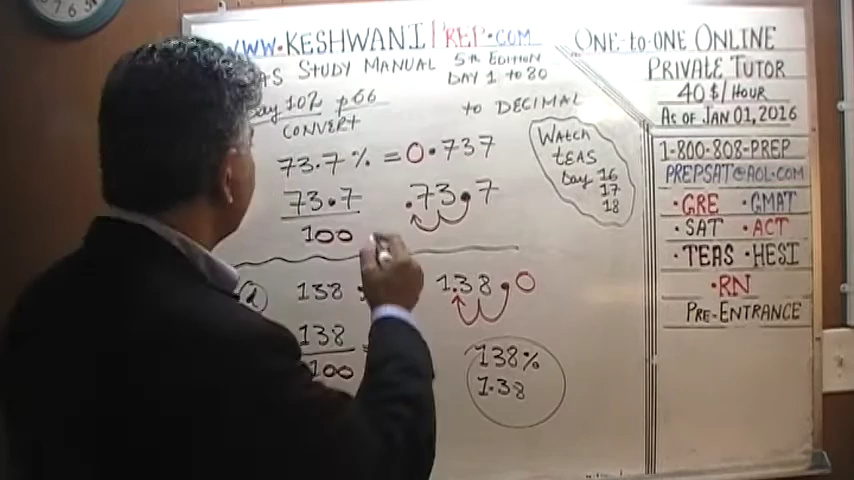 WWW.KESHWANIPREP.COM
STUDY MANUAL 5th EDITION
DAY 1 to 80
Day 102 p66
CONVERT to DECIMAL
73.7% = 0.737
73.7
100
.73.7
138
138
100
138.0
138%
1.38
WATCH
tEAS
Day 16
17
18
ONE-to-ONE ONLINE
PRIVATE TUTOR
40$/HOUR
AS OF JAN 01, 2016
1-800-808-PREP
PREPSAT@AOL.COM
•GRE •GMAT
•SAT •ACT
•TEAS •HESI
•RN
PRE-ENTRANCE